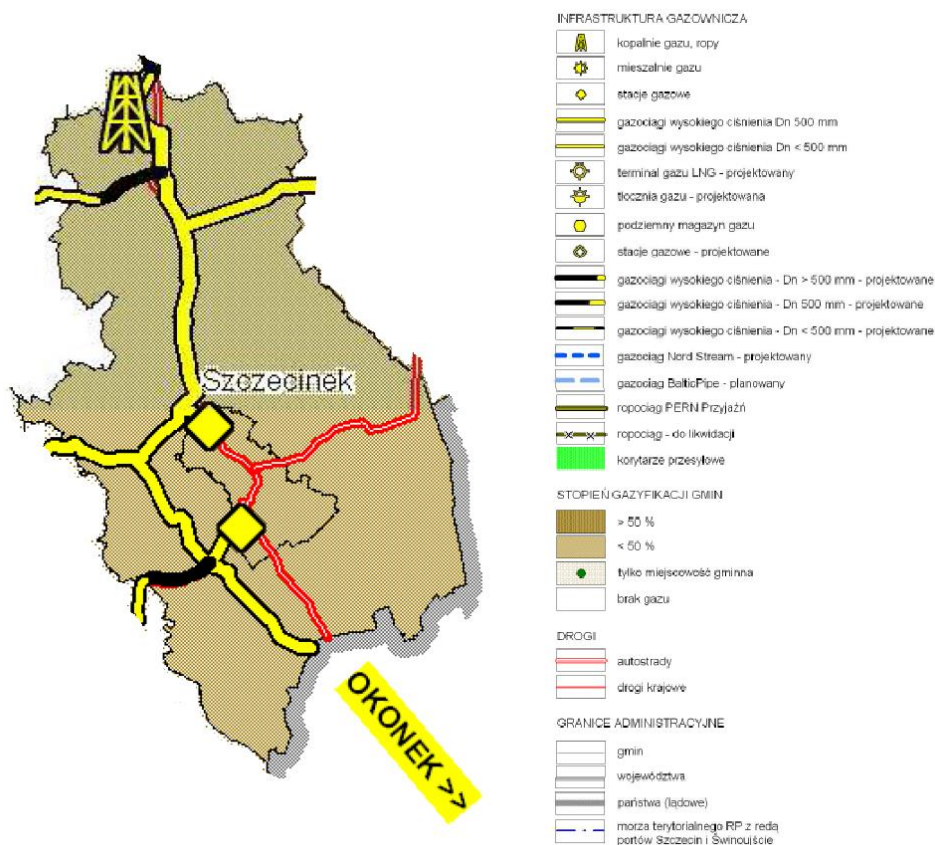 Szczecinek
OKONEK >>
INFRASTRUKTURA GAZOWNICZA
kopalnie gazu, ropy
mieszalnie gazu
stacje gazowe
gazociągi wysokiego ciśnienia Dn 500 mm
gazociągi wysokiego ciśnienia Dn < 500 mm
terminal gazu LNG - projektowany
tłocznia gazu - projektowana
podziemny magazyn gazu
stacje gazowe - projektowane
gazociągi wysokiego ciśnienia - Dn > 500 mm - projektowane
gazociągi wysokiego ciśnienia - Dn 500 mm - projektowane
gazociągi wysokiego ciśnienia - Dn < 500 mm - projektowane
gazociąg Nord Stream - projektowany
gazociąg BalticPipe - planowany
ropociąg PERN Przyjaźń
ropociąg - do likwidacji
korytarze przesyłowe
STOPIEŃ GAZYFIKACJI GMIN
> 50 %
< 50 %
tylko miejscowość gminna
brak gazu
DROGI
autostrady
drogi krajowe
GRANICE ADMINISTRACYJNE
gmin
województwa
państwa (lądowe)
morza terytorialnego RP z redą
portów Szczecin i Świnoujście